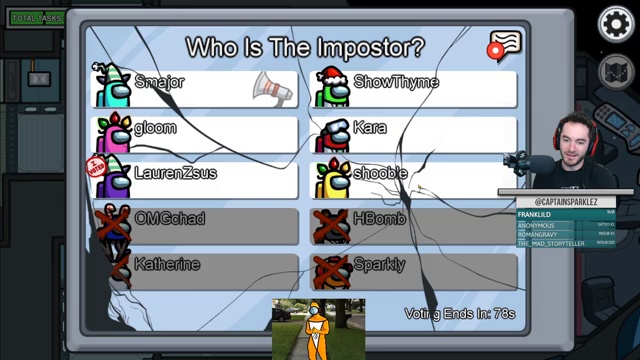 TOTAL TASKS
Who Is The Impostor?
Smajor
ShowThyme
gloom
Kara
I VOTED
LaurenZsus
shoobie
OMGchad
HBomb
Katherine
Sparkly
Voting Ends In: 78s
@CAPTAINSPARKLEZ
FRANKLILD
ANONYMOUS
ROMANGRAVY
THE_MAD_STORYTELLER